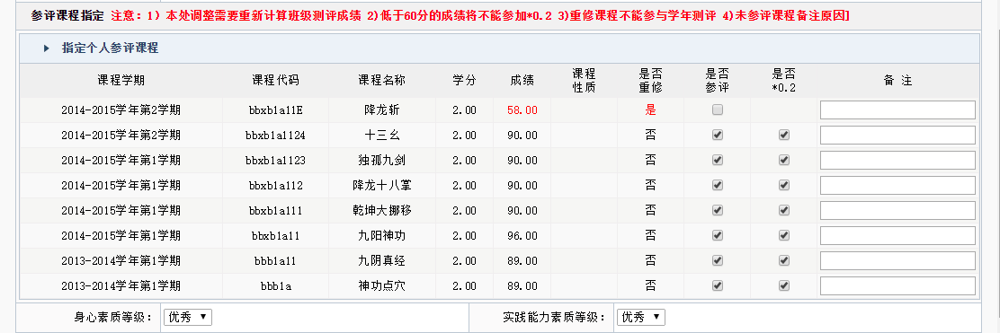 参评课程指定 注意：1) 本处调整需要重新计算班级测评成绩 2)低于60分的成绩将不能参加*0.2 3)重修课程不能参与学年测评 4)未参评课程备注原因]
指定个人参评课程
课程学期 课程代码 课程名称 学分 成绩 课程性质 是否重修 是否参评 是否*0.2 备 注
2014-2015学年第2学期 bbxb1a11E 降龙斩 2.00 58.00 是
2014-2015学年第2学期 bbxb1a1124 十三幺 2.00 90.00 否
2014-2015学年第1学期 bbxb1a1123 独孤九剑 2.00 90.00 否
2014-2015学年第1学期 bbxb1a112 降龙十八掌 2.00 90.00 否
2014-2015学年第1学期 bbxb1a111 乾坤大挪移 2.00 90.00 否
2014-2015学年第1学期 bbxb1a11 九阳神功 2.00 96.00 否
2013-2014学年第1学期 bbb1a11 九阴真经 2.00 89.00 否
2013-2014学年第1学期 bbb1a 神功点穴 2.00 89.00 否
身心素质等级： 优秀 实践能力素质等级： 优秀